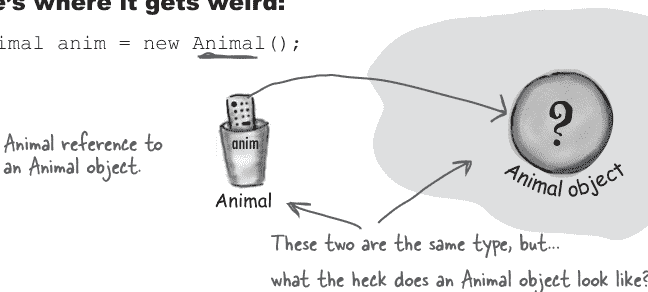 e's where it gets weird:
imal anim = new Animal();
Animal reference to
an Animal object.
anim
Animal
?
Animal object
These two are the same type, but...
what the heck does an Animal object look like?